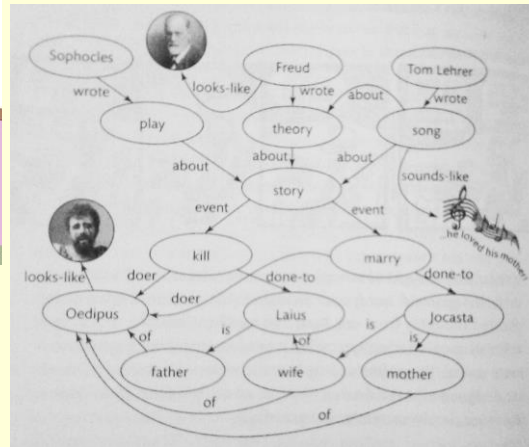 Sophocles
Freud
Tom Lehrer
wrote
looks-like
wrote
about
wrote
play
theory
song
about
about
about
sounds-like
story
event
event
...he loved his mother
kill
marry
looks-like
doer
done-to
doer
done-to
Oedipus
Laius
Jocasta
of
is
of
is
is
father
wife
mother
of
of